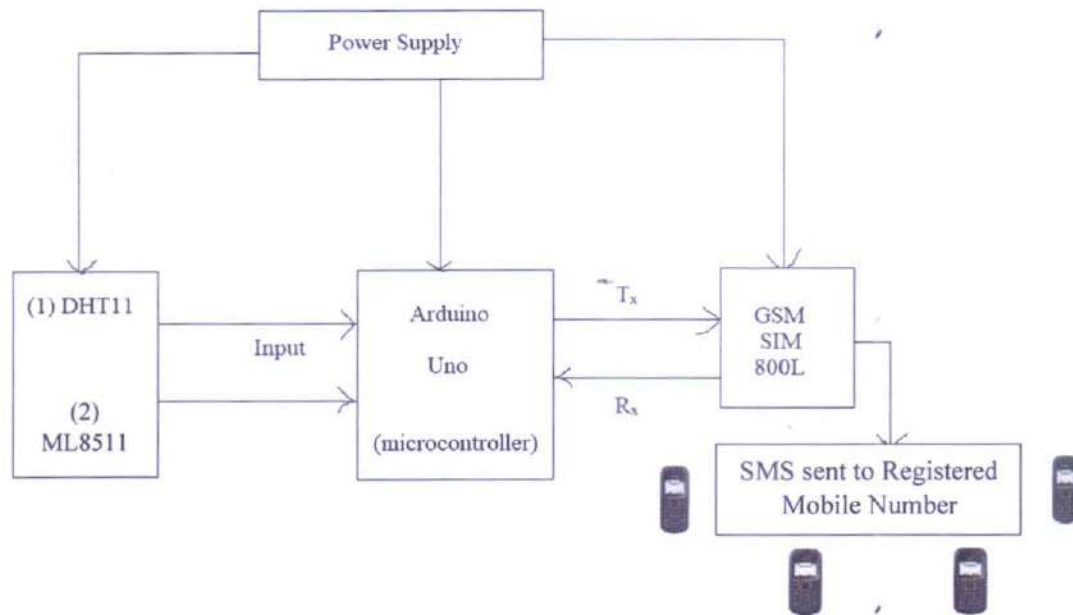 Power Supply
(1) DHT11
(2)
ML8511
Input
Arduino
Uno
(microcontroller)
Tx
Rx
GSM
SIM
800L
SMS sent to Registered
Mobile Number